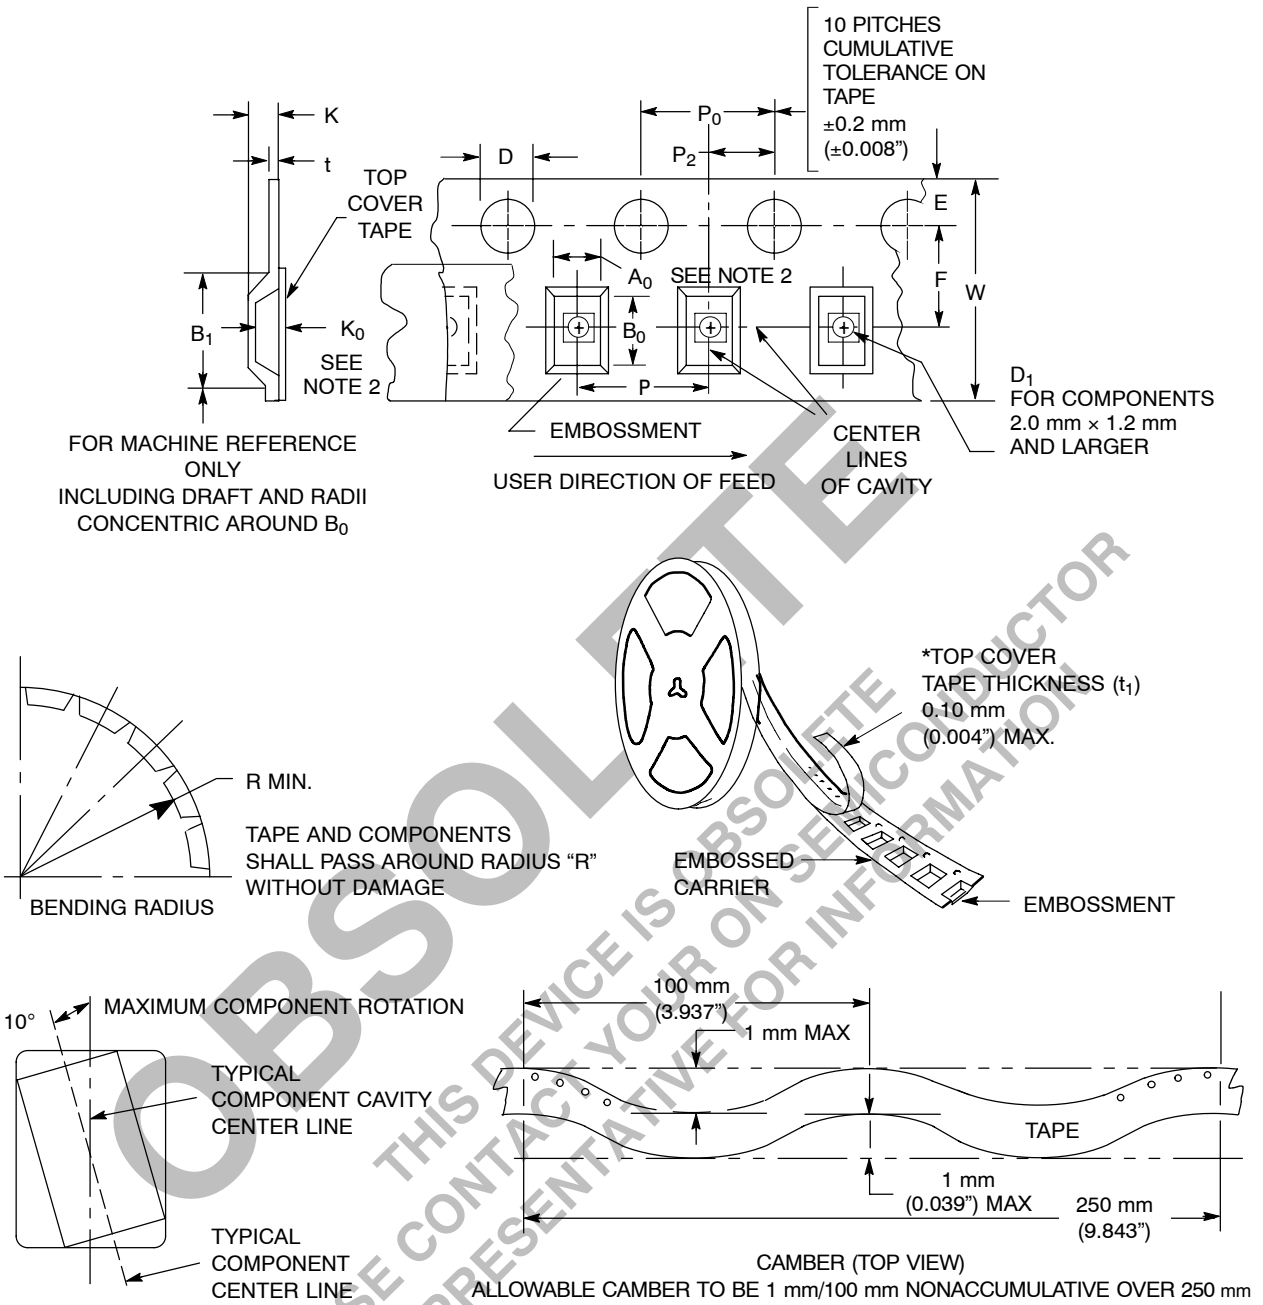 10 PITCHES
CUMULATIVE
TOLERANCE ON
TAPE
±0.2 mm
(±0.008”)
K
t
TOP
COVER
TAPE
D
P0
P2
E
F
W
A0
SEE NOTE 2
B1
K0
SEE
NOTE 2
B0
P
D1
FOR COMPONENTS
2.0 mm × 1.2 mm
AND LARGER
EMBOSSMENT
CENTER
LINES
OF CAVITY
USER DIRECTION OF FEED
FOR MACHINE REFERENCE
ONLY
INCLUDING DRAFT AND RADII
CONCENTRIC AROUND B0
*TOP COVER
TAPE THICKNESS (t1)
0.10 mm
(0.004”) MAX.
R MIN.
TAPE AND COMPONENTS
SHALL PASS AROUND RADIUS “R”
WITHOUT DAMAGE
BENDING RADIUS
EMBOSSED
CARRIER
EMBOSSMENT
10°
MAXIMUM COMPONENT ROTATION
TYPICAL
COMPONENT CAVITY
CENTER LINE
TYPICAL
COMPONENT
CENTER LINE
100 mm
(3.937”)
1 mm MAX
TAPE
1 mm
(0.039”) MAX
250 mm
(9.843”)
CAMBER (TOP VIEW)
ALLOWABLE CAMBER TO BE 1 mm/100 mm NONACCUMULATIVE OVER 250 mm
OBSOLETE
THIS DEVICE IS OBSOLETE
SE CONTACT YOUR ON SEMICONDUCTOR
PRESENTATIVE FOR INFORMATION